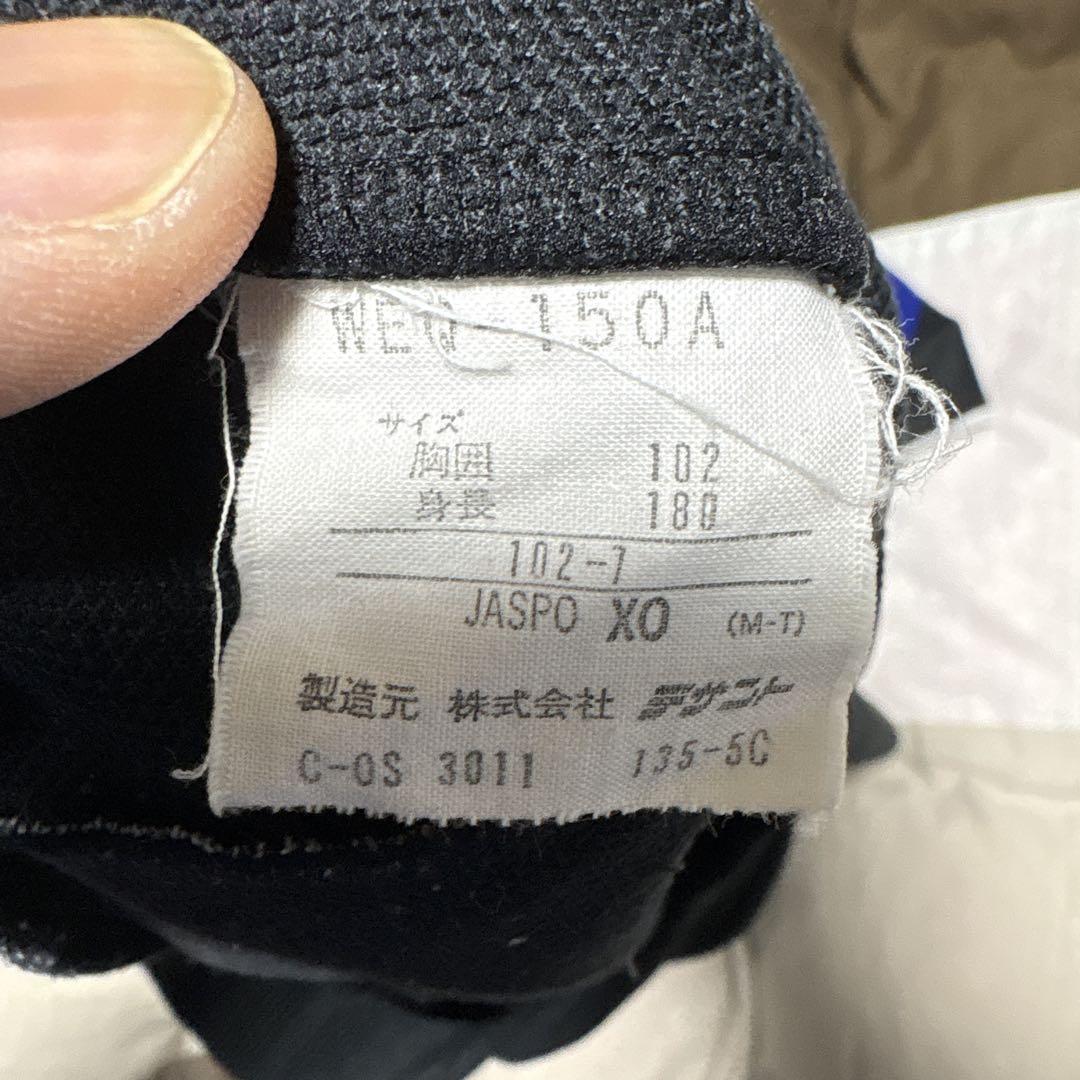 WEW-150A
サイズ
胸囲 102
身長 180
102-7
JASPO XO (M-T)
製造元 株式会社 デサント
C-OS 3011 135-5C